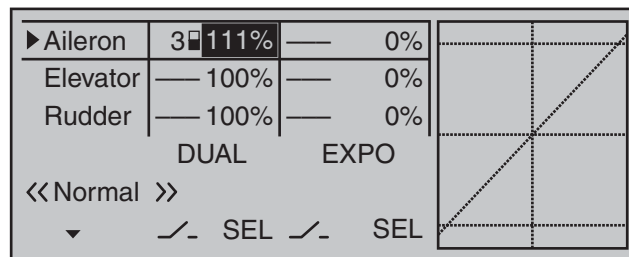 Aileron 3 111% ––– 0%
Elevator ––– 100% ––– 0%
Rudder ––– 100% ––– 0%
DUAL EXPO
«Normal »
SEL SEL